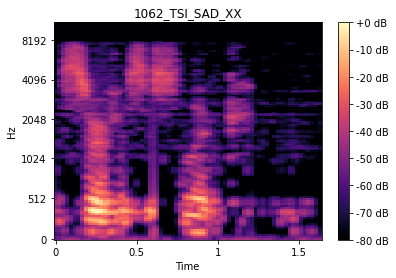 1062_TSI_SAD_XX
+0 dB
8192
-10 dB
4096
-20 dB
-30 dB
2048
Hz
-40 dB
1024
-50 dB
512
-60 dB
-70 dB
0
-80 dB
0
0.5
1
1.5
Time